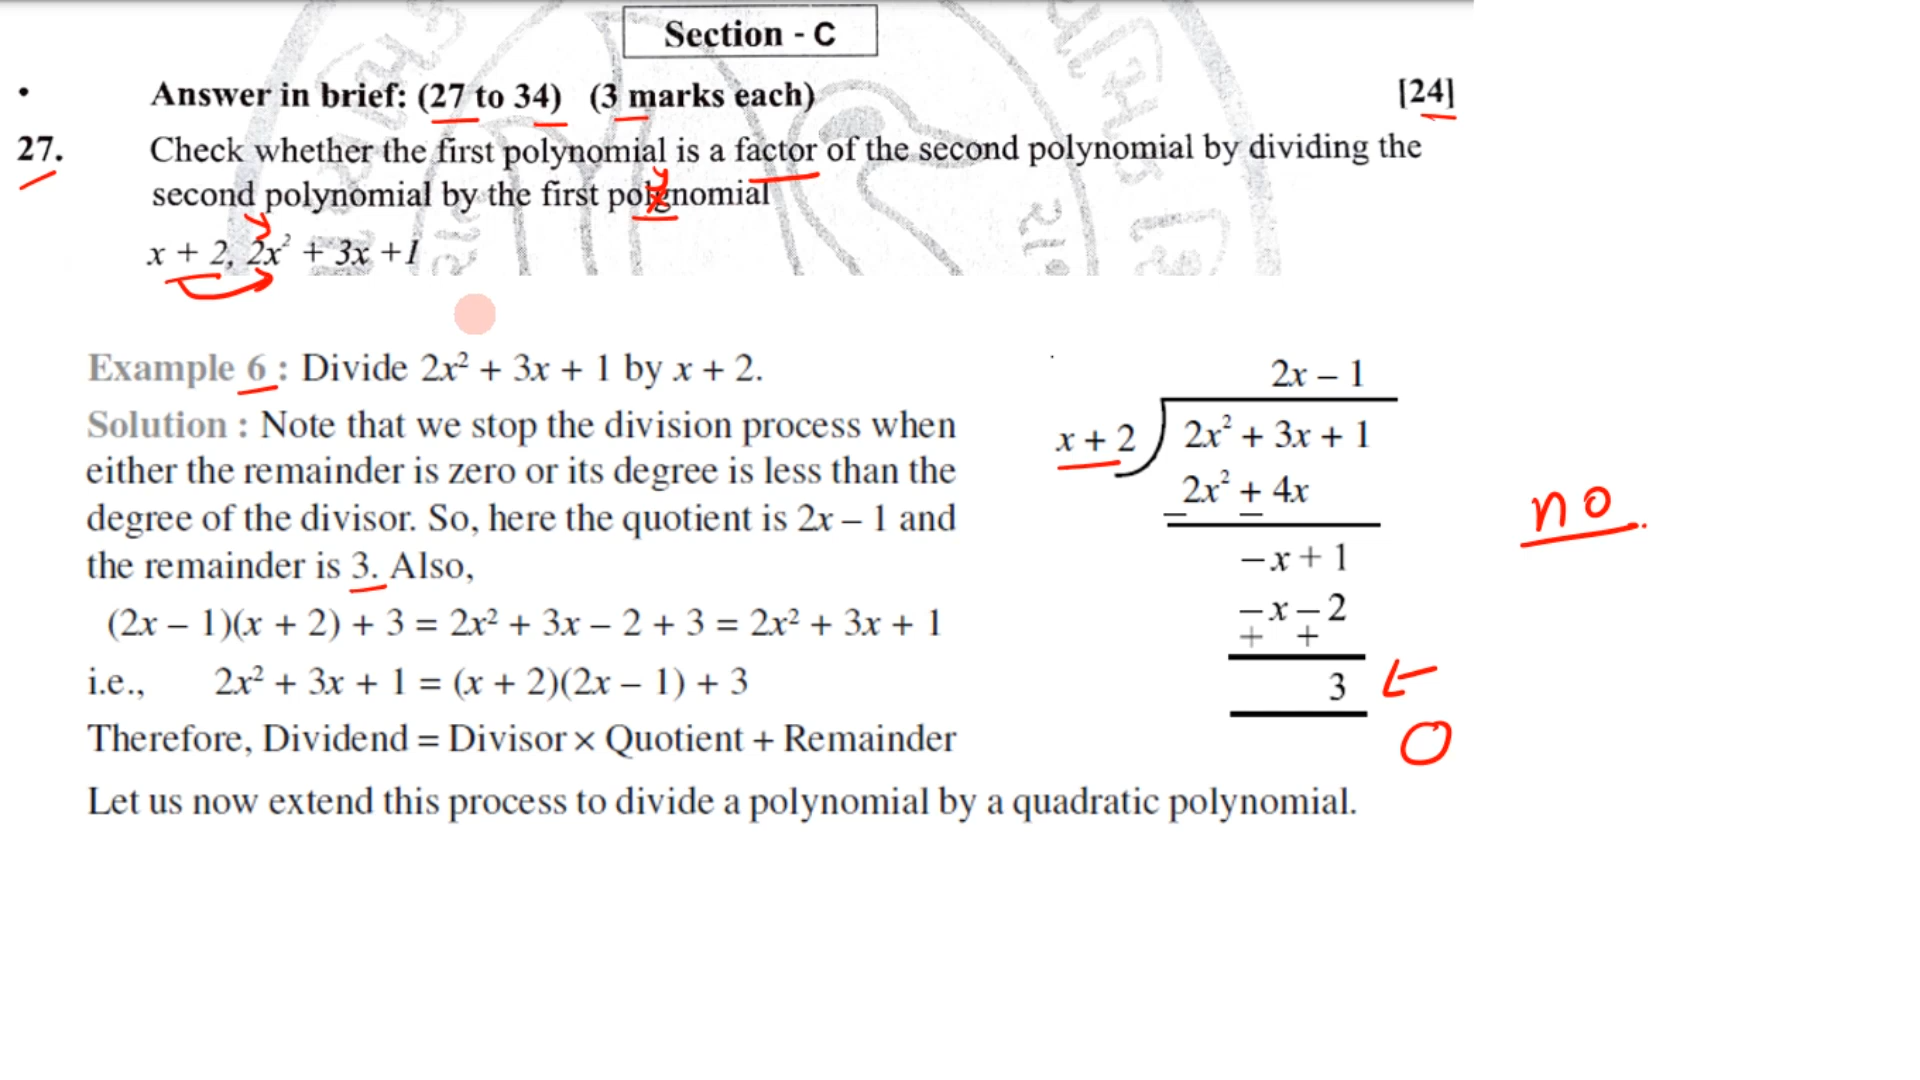 Section - C
Answer in brief: (27 to 34) (3 marks each) [24]
27. Check whether the first polynomial is a factor of the second polynomial by dividing the
second polynomial by the first polynomial
x + 2, 2x² + 3x +1
Example 6 : Divide 2x² + 3x + 1 by x + 2.
Solution : Note that we stop the division process when
either the remainder is zero or its degree is less than the
degree of the divisor. So, here the quotient is 2x – 1 and
the remainder is 3. Also,
(2x – 1)(x + 2) + 3 = 2x² + 3x – 2 + 3 = 2x² + 3x + 1
i.e., 2x² + 3x + 1 = (x + 2)(2x – 1) + 3
Therefore, Dividend = Divisor × Quotient + Remainder
Let us now extend this process to divide a polynomial by a quadratic polynomial.
2x – 1
x + 2 ) 2x² + 3x + 1
2x² + 4x
– –
–x + 1
–x – 2
+ +
3
0
no